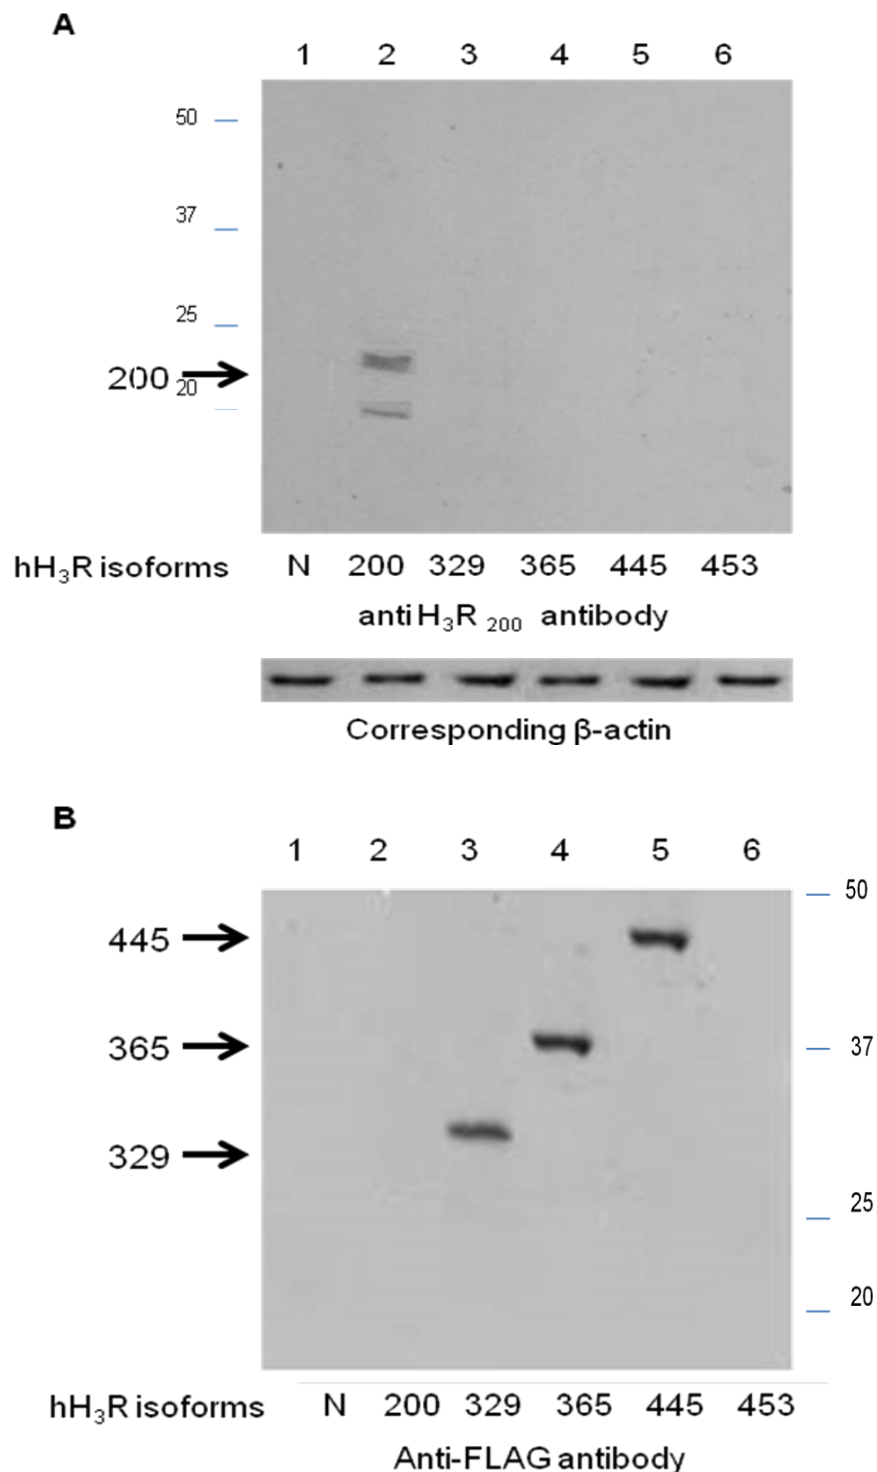 A
1 2 3 4 5 6
50
37
25
200
20
hH₃R isoforms N 200 329 365 445 453
anti H₃R ₂₀₀ antibody
Corresponding β-actin
B
1 2 3 4 5 6
50
445
365
37
329
25
20
hH₃R isoforms N 200 329 365 445 453
Anti-FLAG antibody